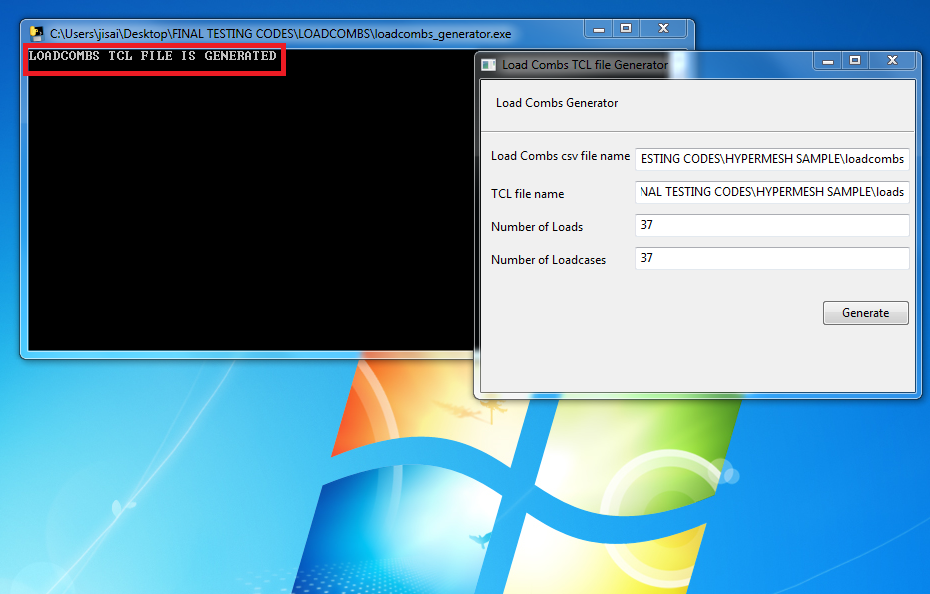 C:\Users\jisai\Desktop\FINAL TESTING CODES\LOADCOMBS\loadcombs_generator.exe
LOADCOMBS TCL FILE IS GENERATED
Load Combs TCL file Generator
Load Combs Generator
Load Combs csv file name
ESTING CODES\HYPERMESH SAMPLE\loadcombs
TCL file name
NAL TESTING CODES\HYPERMESH SAMPLE\loads
Number of Loads
37
Number of Loadcases
37
Generate